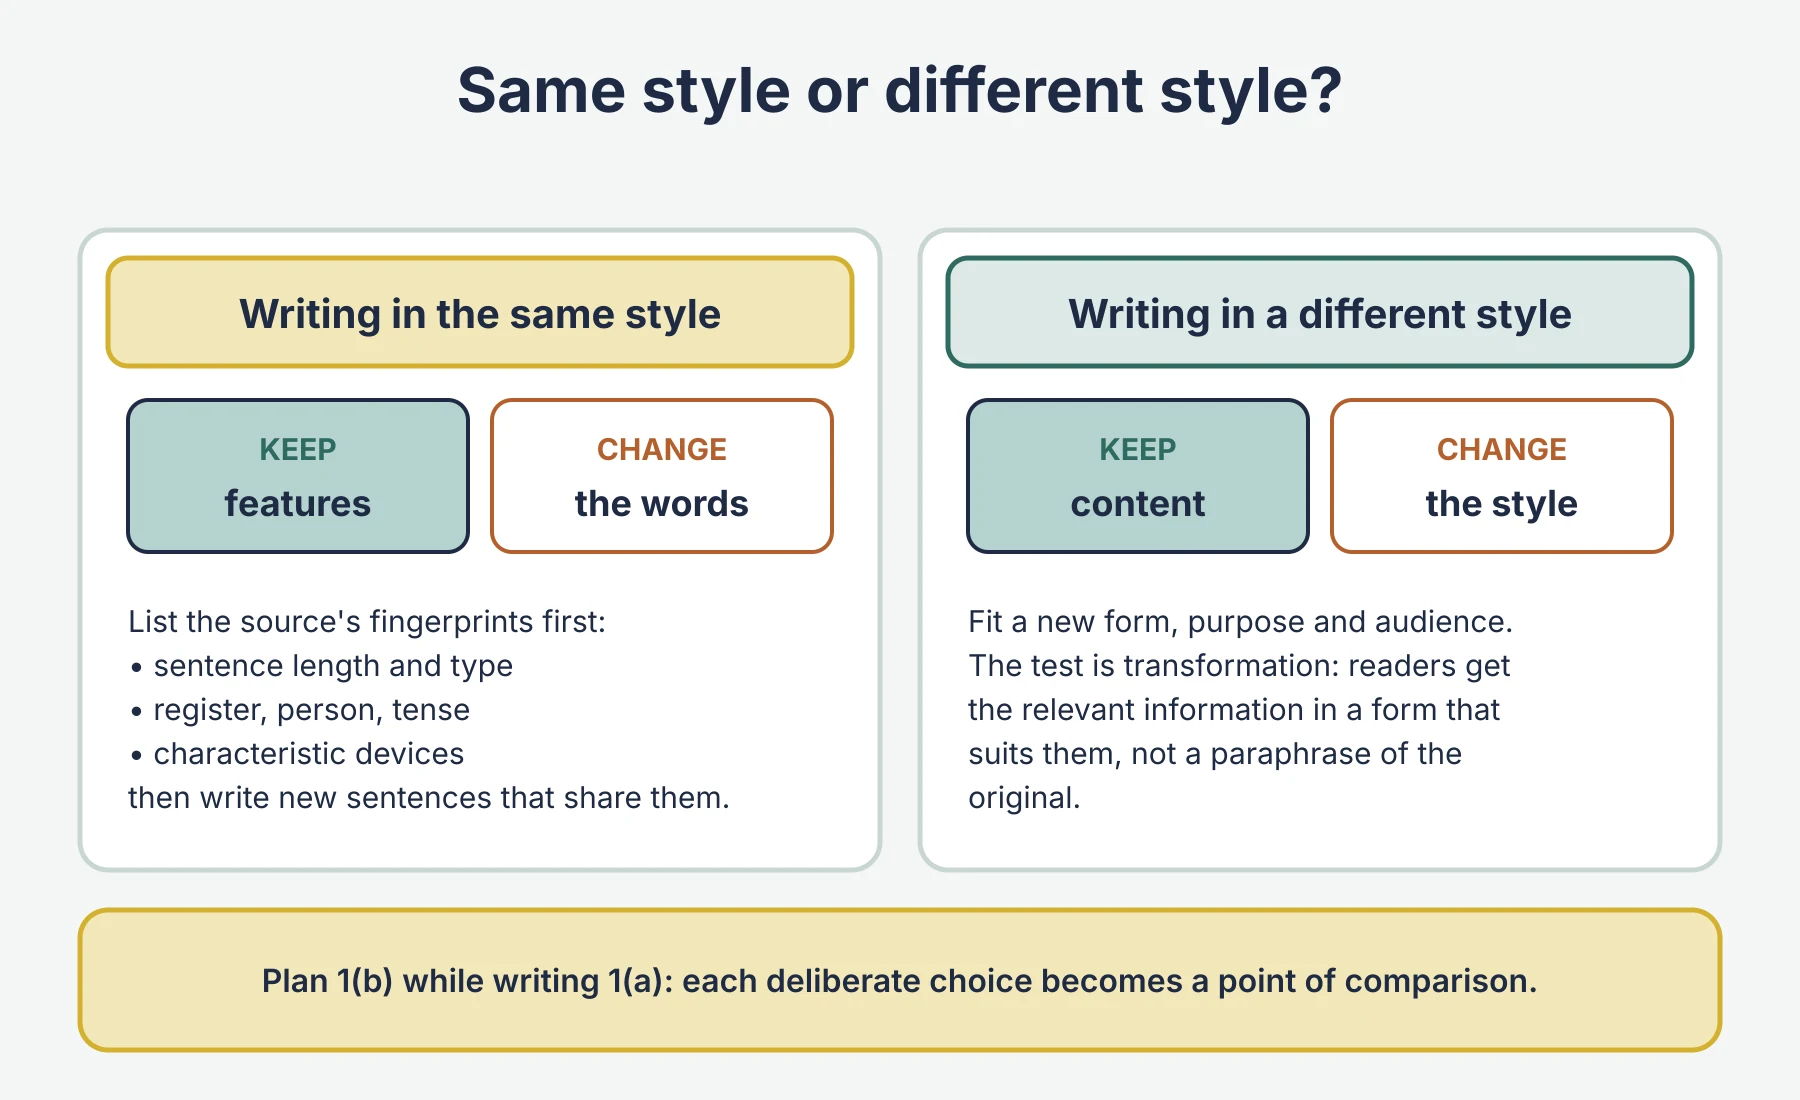 Same style or different style?
Writing in the same style
KEEP
features
CHANGE
the words
List the source's fingerprints first:
• sentence length and type
• register, person, tense
• characteristic devices
then write new sentences that share them.
Writing in a different style
KEEP
content
CHANGE
the style
Fit a new form, purpose and audience.
The test is transformation: readers get
the relevant information in a form that
suits them, not a paraphrase of the
original.
Plan 1(b) while writing 1(a): each deliberate choice becomes a point of comparison.